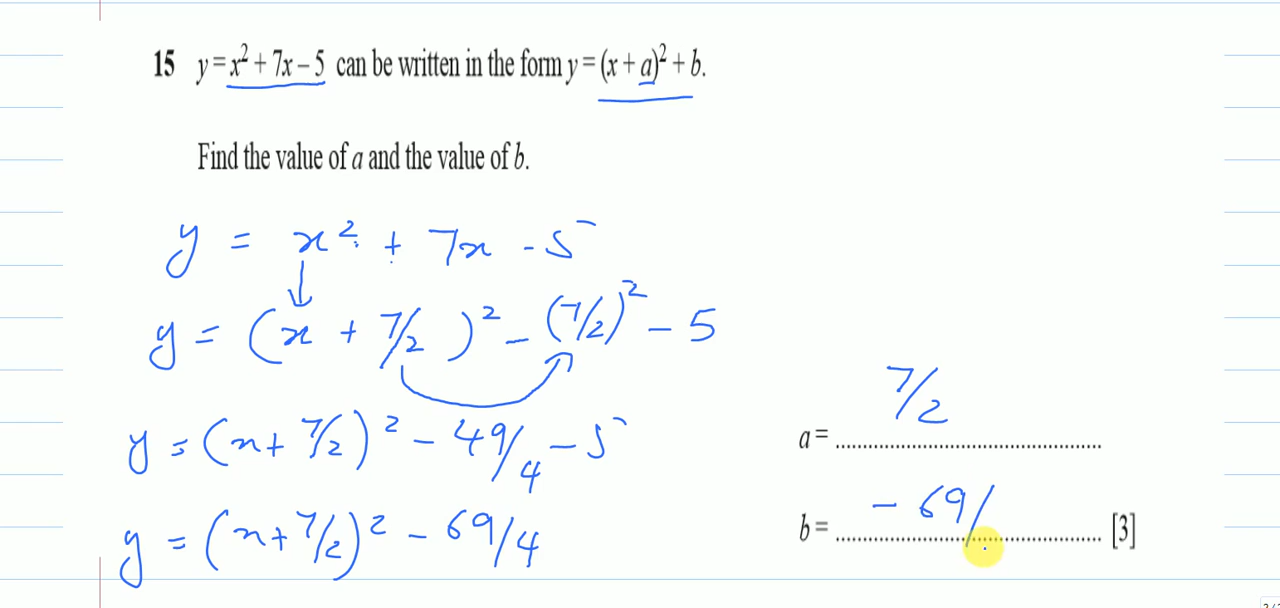 15 y = x² + 7x – 5 can be written in the form y = (x + a)² + b.
Find the value of a and the value of b.
y = x² + 7x - 5
y = (x + 7/2)² - (7/2)² - 5
y = (x + 7/2)² - 49/4 - 5
y = (x + 7/2)² - 69/4
a = 7/2
b = - 69/ [3]